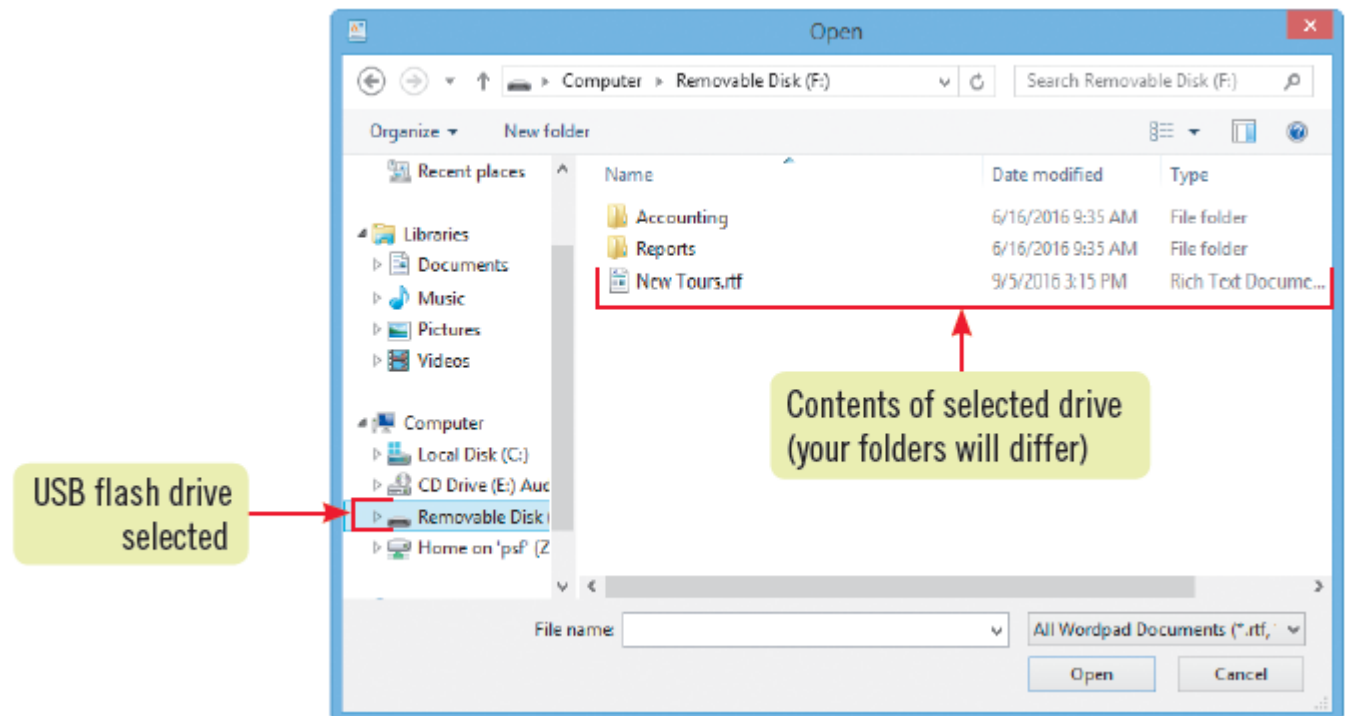 Open
Computer Removable Disk (F:)
Search Removable Disk (F:)
Organize
New folder
Recent places
Libraries
Documents
Music
Pictures
Videos
Computer
Local Disk (C:)
CD Drive (E:) Auc
Removable Disk (
Home on 'psf' (Z
Name Date modified Type
Accounting 6/16/2016 9:35 AM File folder
Reports 6/16/2016 9:35 AM File folder
New Tours.rtf 9/5/2016 3:15 PM Rich Text Docume...
Contents of selected drive
(your folders will differ)
USB flash drive
selected
File name:
All Wordpad Documents (*.rtf,
Open
Cancel